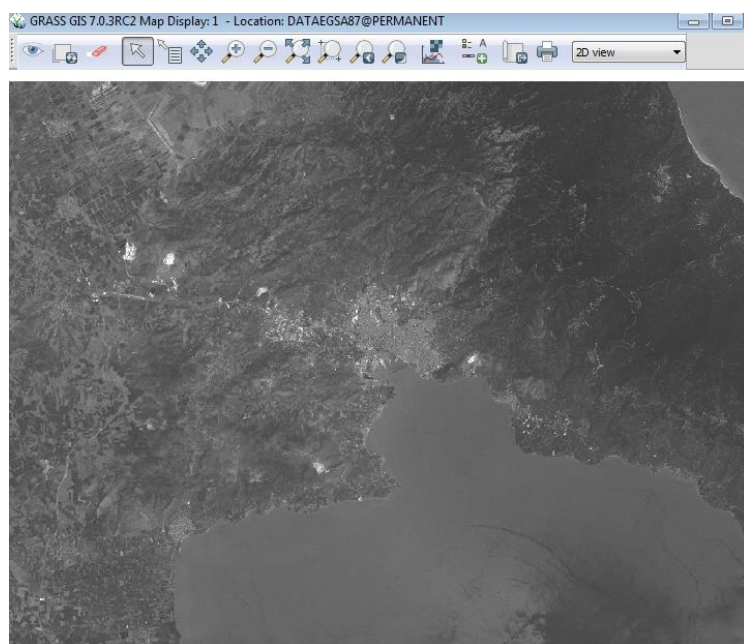 GRASS GIS 7.0.3RC2 Map Display: 1 - Location: DATAEGSA87@PERMANENT
2D view